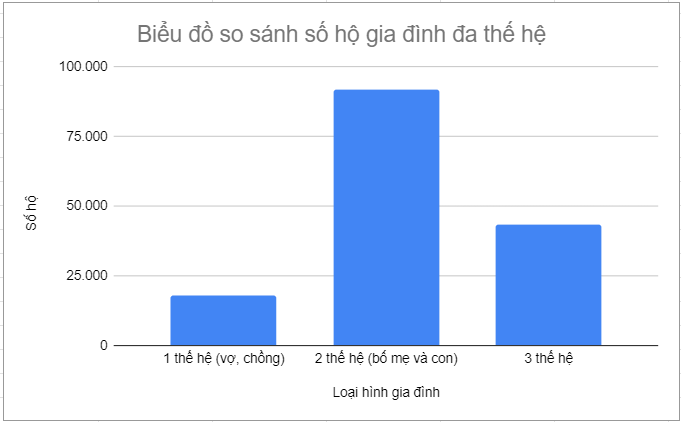 Biểu đồ so sánh số hộ gia đình đa thế hệ
100.000
75.000
50.000
25.000
0
Số hộ
1 thế hệ (vợ, chồng)
2 thế hệ (bố mẹ và con)
3 thế hệ
Loại hình gia đình